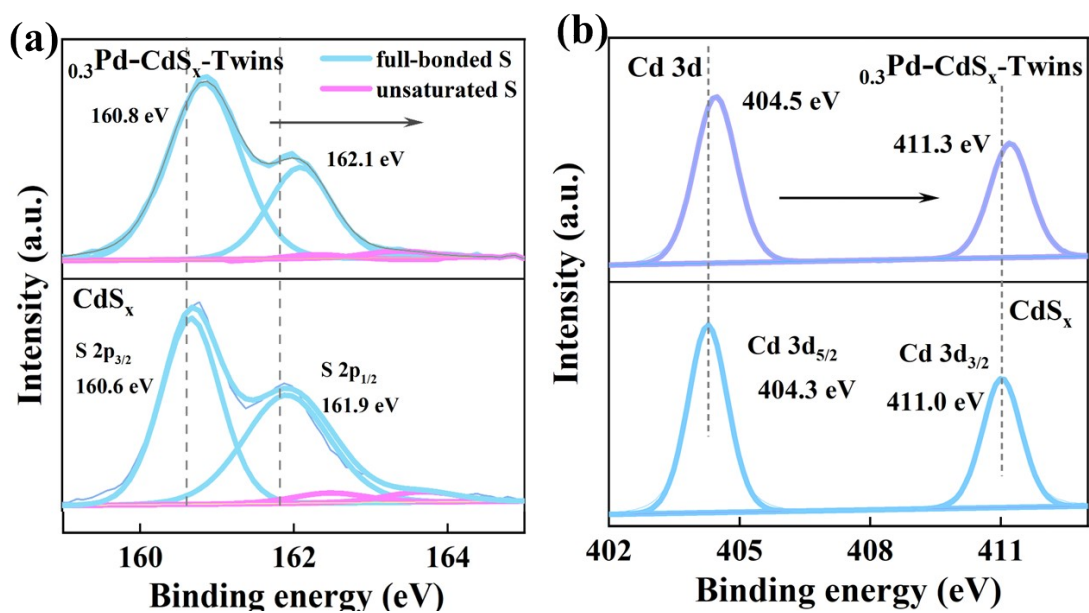 (a)
₀.₃Pd-CdSₓ-Twins
full-bonded S
unsaturated S
160.8 eV
162.1 eV
CdSₓ
S 2p₃/₂
160.6 eV
S 2p₁/₂
161.9 eV
Intensity (a.u.)
160
162
164
Binding energy (eV)
(b)
Cd 3d
₀.₃Pd-CdSₓ-Twins
404.5 eV
411.3 eV
CdSₓ
Cd 3d₅/₂
404.3 eV
Cd 3d₃/₂
411.0 eV
Intensity (a.u.)
402
405
408
411
Binding energy (eV)